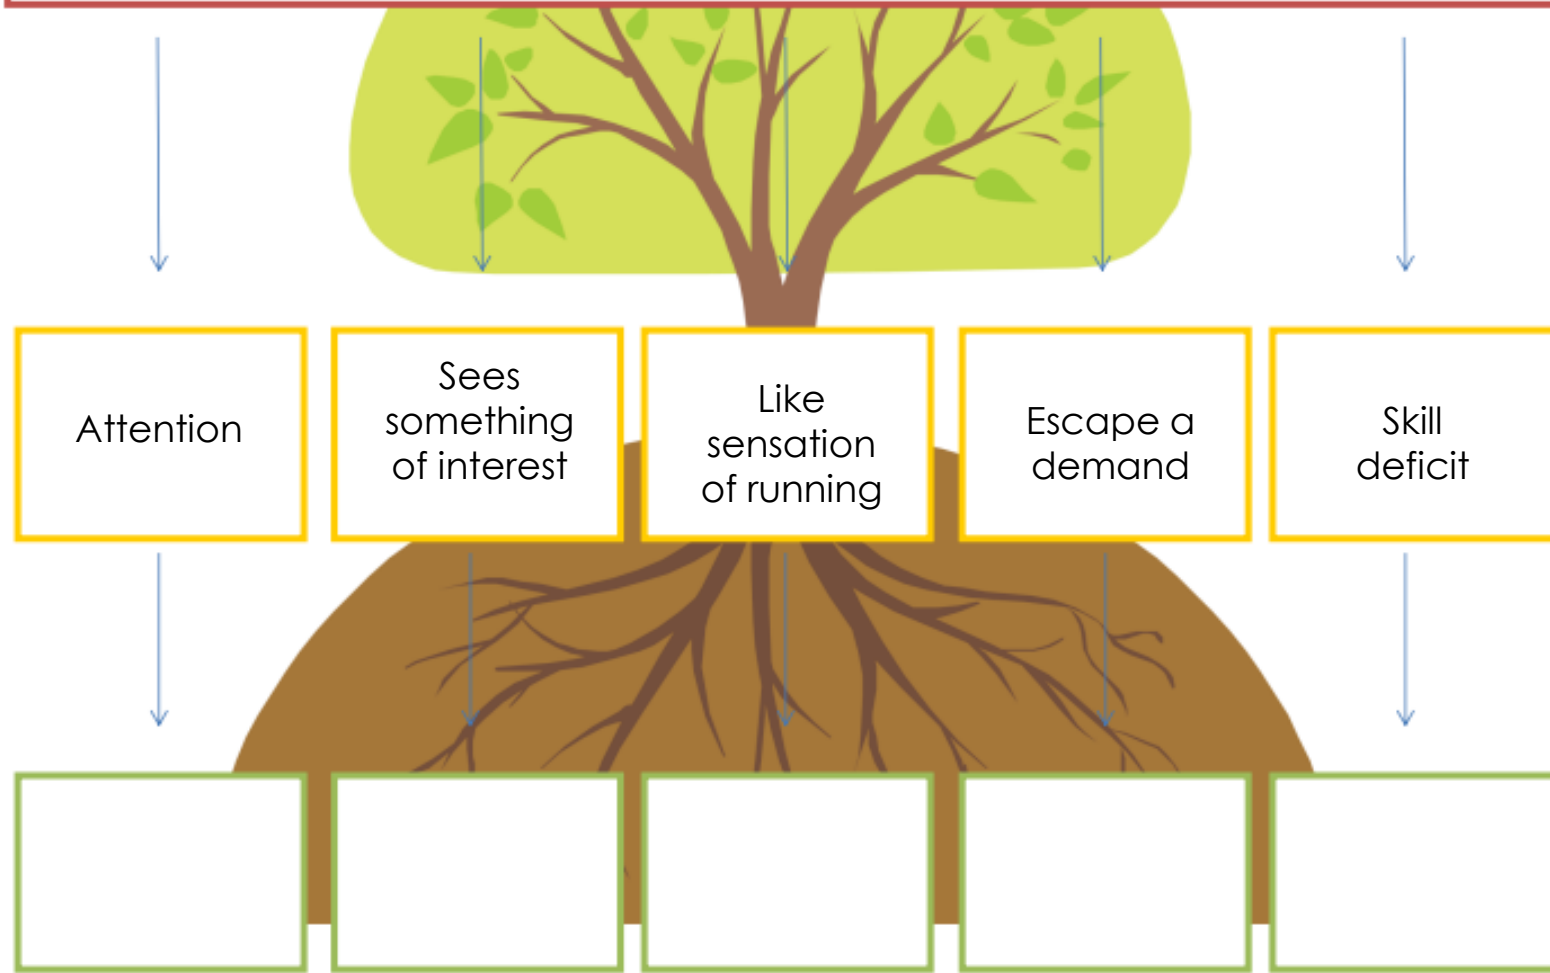 Attention
Sees
something
of interest
Like
sensation
of running
Escape a
demand
Skill
deficit